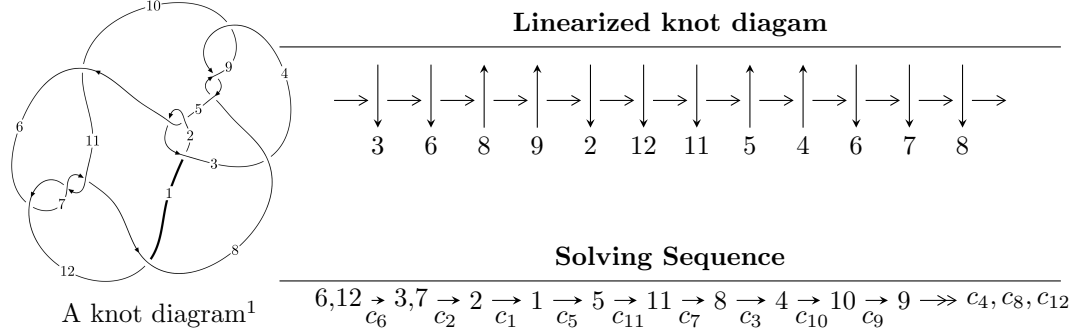 Linearized knot diagam
3 6 8 9 2 12 11 5 4 6 7 8
Solving Sequence
6,12 3,7 2 1 5 11 8 4 10 9 c4, c8, c12
c6 c2 c1 c5 c11 c7 c3 c10 c9
10
9
4
5
2
6
11
3
1
7
8
12
A knot diagram1